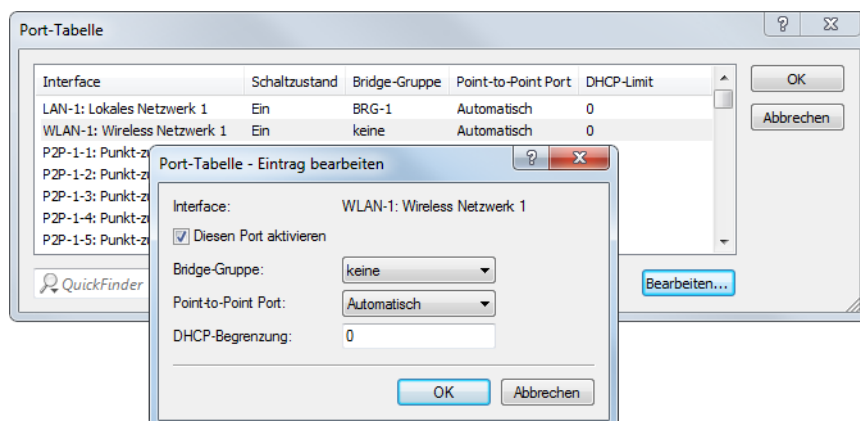 Port-Tabelle
Interface Schaltzustand Bridge-Gruppe Point-to-Point Port DHCP-Limit
OK
LAN-1: Lokales Netzwerk 1 Ein BRG-1 Automatisch 0
Abbrechen
WLAN-1: Wireless Netzwerk 1 Ein keine Automatisch 0
P2P-1-1: Punkt-zu
P2P-1-2: Punkt-zu
P2P-1-3: Punkt-zu
P2P-1-4: Punkt-zu
P2P-1-5: Punkt-zu
QuickFinder
Bearbeiten...
Port-Tabelle - Eintrag bearbeiten
Interface: WLAN-1: Wireless Netzwerk 1
Diesen Port aktivieren
Bridge-Gruppe: keine
Point-to-Point Port: Automatisch
DHCP-Begrenzung: 0
OK Abbrechen